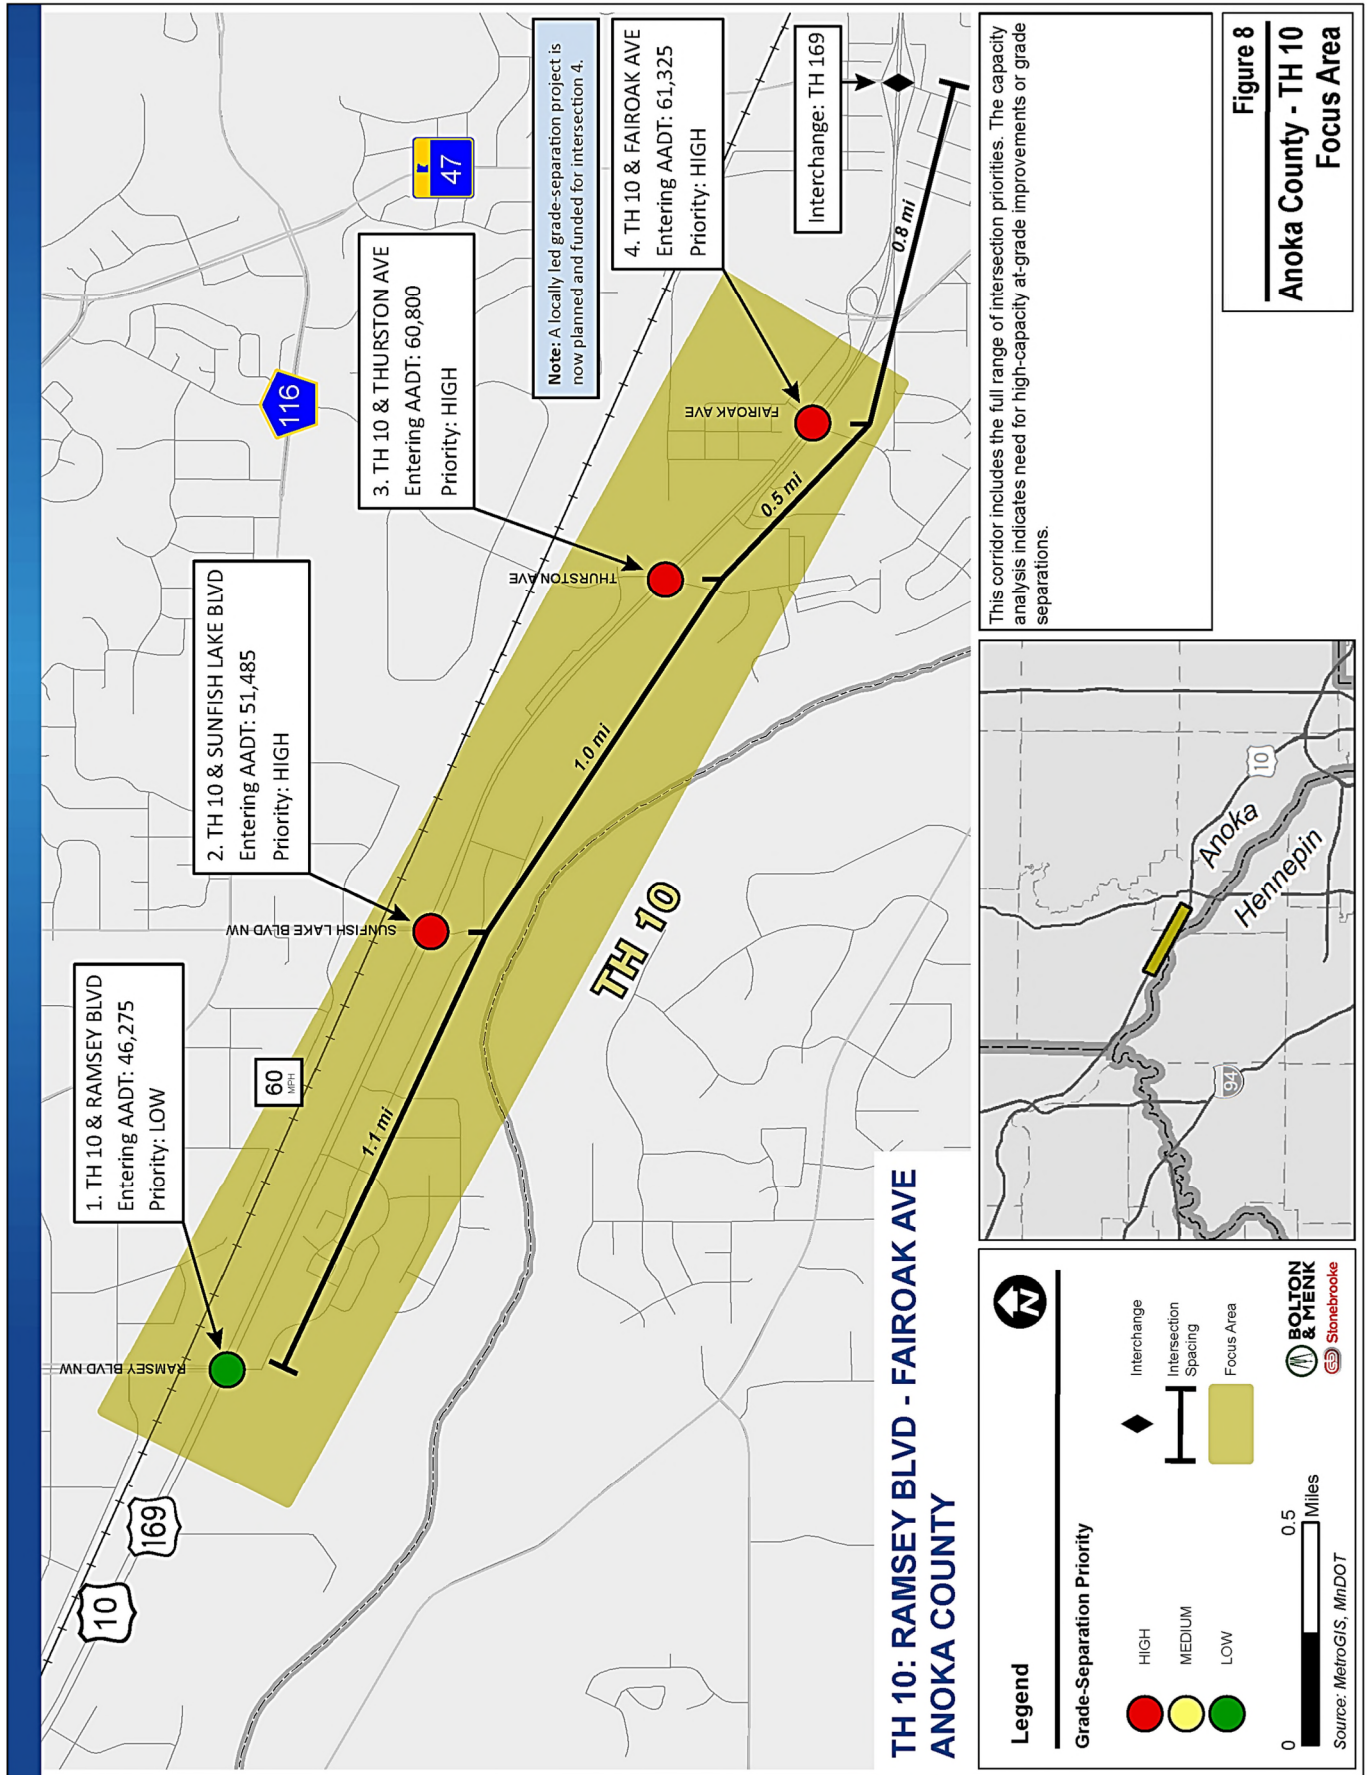 1. TH 10 & RAMSEY BLVD
Entering AADT: 46,275
Priority: LOW
2. TH 10 & SUNFISH LAKE BLVD
Entering AADT: 51,485
Priority: HIGH
3. TH 10 & THURSTON AVE
Entering AADT: 60,800
Priority: HIGH
Note: A locally led grade-separation project is
now planned and funded for intersection 4.
4. TH 10 & FAIROAK AVE
Entering AADT: 61,325
Priority: HIGH
Interchange: TH 169
116
47
10
169
60
MPH
RAMSEY BLVD NW
SUNFISH LAKE BLVD NW
THURSTON AVE
FAIROAK AVE
1.1 mi
1.0 mi
0.5 mi
0.8 mi
TH 10
TH 10: RAMSEY BLVD - FAIROAK AVE
ANOKA COUNTY
Legend
N
Grade-Separation Priority
HIGH
MEDIUM
LOW
Interchange
Intersection
Spacing
Focus Area
0
0.5
Miles
Source: MetroGIS, MnDOT
BOLTON
& MENK
Stonebrooke
Anoka
Hennepin
10
94
This corridor includes the full range of intersection priorities. The capacity
analysis indicates need for high-capacity at-grade improvements or grade
separations.
Figure 8
Anoka County - TH 10
Focus Area